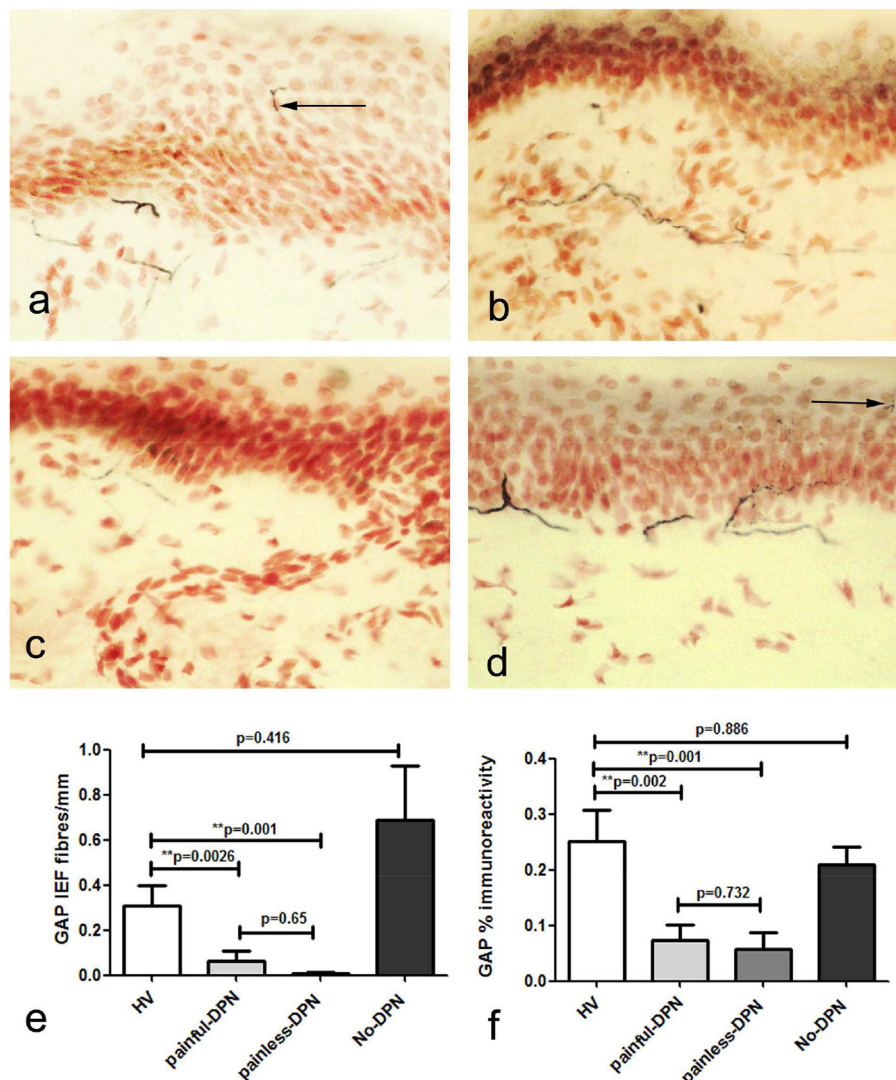 a
b
c
d
p=0.416
**p=0.001
**p=0.0026
p=0.65
GAP IEF fibres/mm
1.0
0.8
0.6
0.4
0.2
0.0
HV
painful-DPN
painless-DPN
No-DPN
e
p=0.886
**p=0.001
**p=0.002
p=0.732
GAP % immunoreactivity
0.4
0.3
0.2
0.1
0.0
HV
painful-DPN
painless-DPN
No-DPN
f